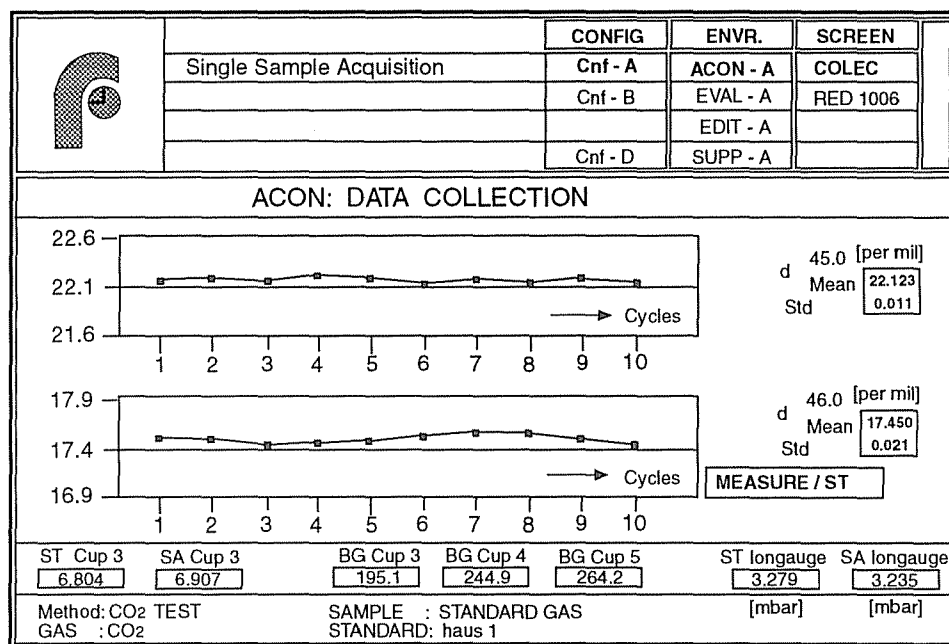 CONFIG ENVR. SCREEN
Single Sample Acquisition Cnf - A ACON - A COLEC
Cnf - B EVAL - A RED 1006
EDIT - A
Cnf - D SUPP - A
ACON: DATA COLLECTION
22.6
22.1
21.6
Cycles
1 2 3 4 5 6 7 8 9 10
d 45.0 [per mil]
Mean 22.123
Std 0.011
17.9
17.4
16.9
Cycles
1 2 3 4 5 6 7 8 9 10
d 46.0 [per mil]
Mean 17.450
Std 0.021
MEASURE / ST
ST Cup 3 SA Cup 3 BG Cup 3 BG Cup 4 BG Cup 5 ST Iongauge SA Iongauge
6.804 6.907 195.1 244.9 264.2 3.279 3.235
[mbar] [mbar]
Method: CO2 TEST SAMPLE : STANDARD GAS
GAS : CO2 STANDARD: haus 1